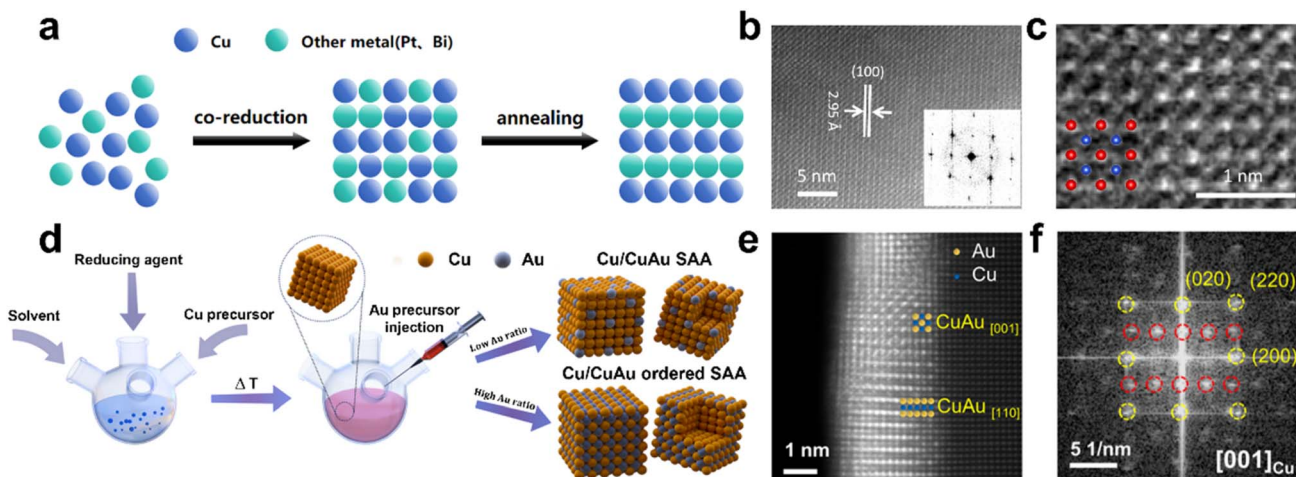 a
Cu
Other metal(Pt、Bi)
co-reduction
annealing
b
(100)
2.95 Å
5 nm
c
1 nm
d
Reducing agent
Solvent
Cu precursor
Δ T
Cu
Au
Au precursor
injection
Low Au ratio
High Au ratio
Cu/CuAu SAA
Cu/CuAu ordered SAA
e
Au
Cu
CuAu [001]
CuAu [110]
1 nm
f
(020)
(220)
(200)
5 1/nm
[001]Cu